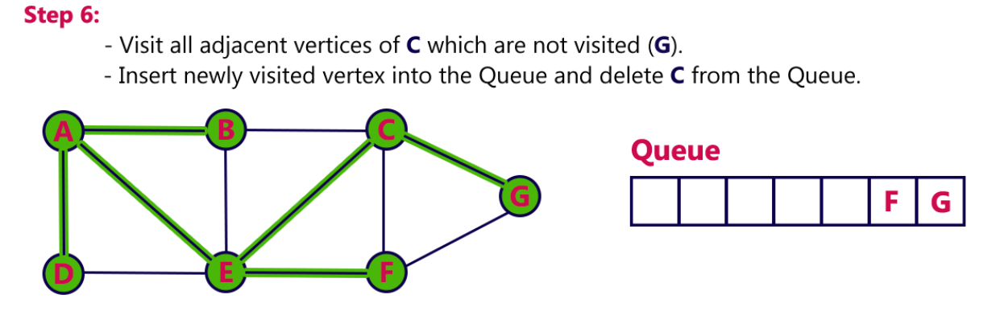 Step 6:
- Visit all adjacent vertices of C which are not visited (G).
- Insert newly visited vertex into the Queue and delete C from the Queue.
A
B
C
Queue
G
F G
D
E
F